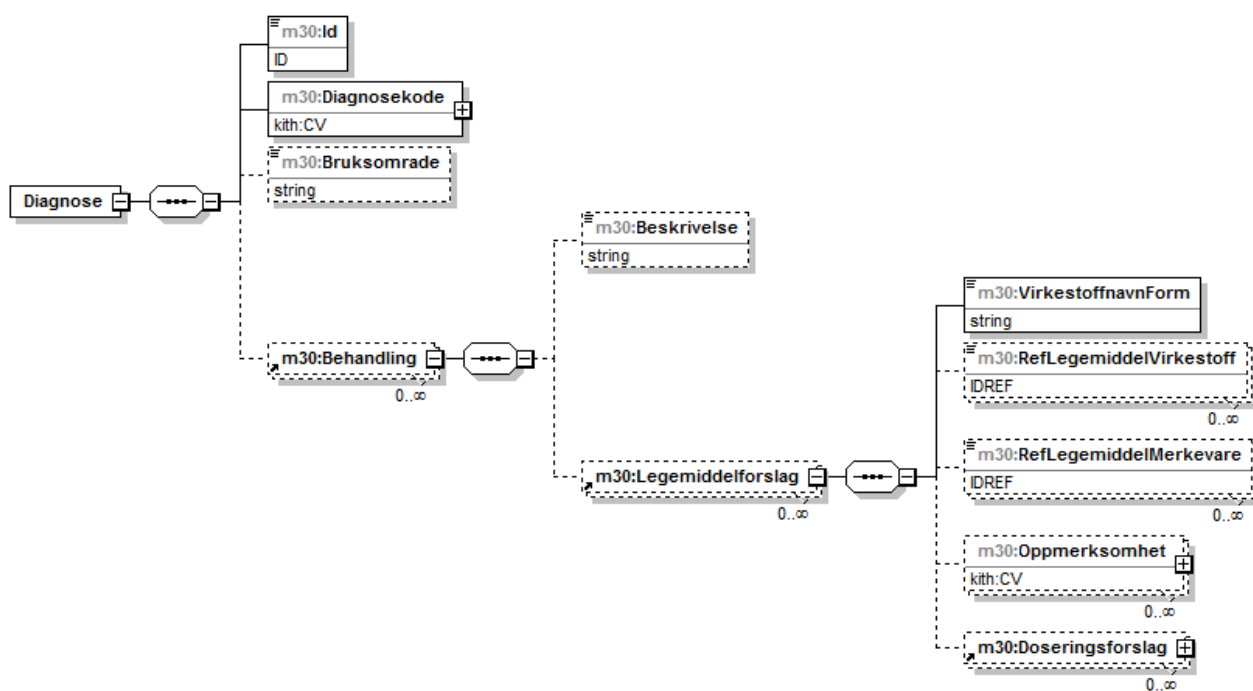 m30:Id
ID
m30:Diagnosekode
kith:CV
m30:Bruksomrade
string
Diagnose
m30:Behandling
0..∞
m30:Beskrivelse
string
m30:Legemiddelforslag
0..∞
m30:VirkestoffnavnForm
string
m30:RefLegemiddelVirkestoff
IDREF
0..∞
m30:RefLegemiddelMerkevare
IDREF
0..∞
m30:Oppmerksomhet
kith:CV
0..∞
m30:Doseringsforslag
0..∞